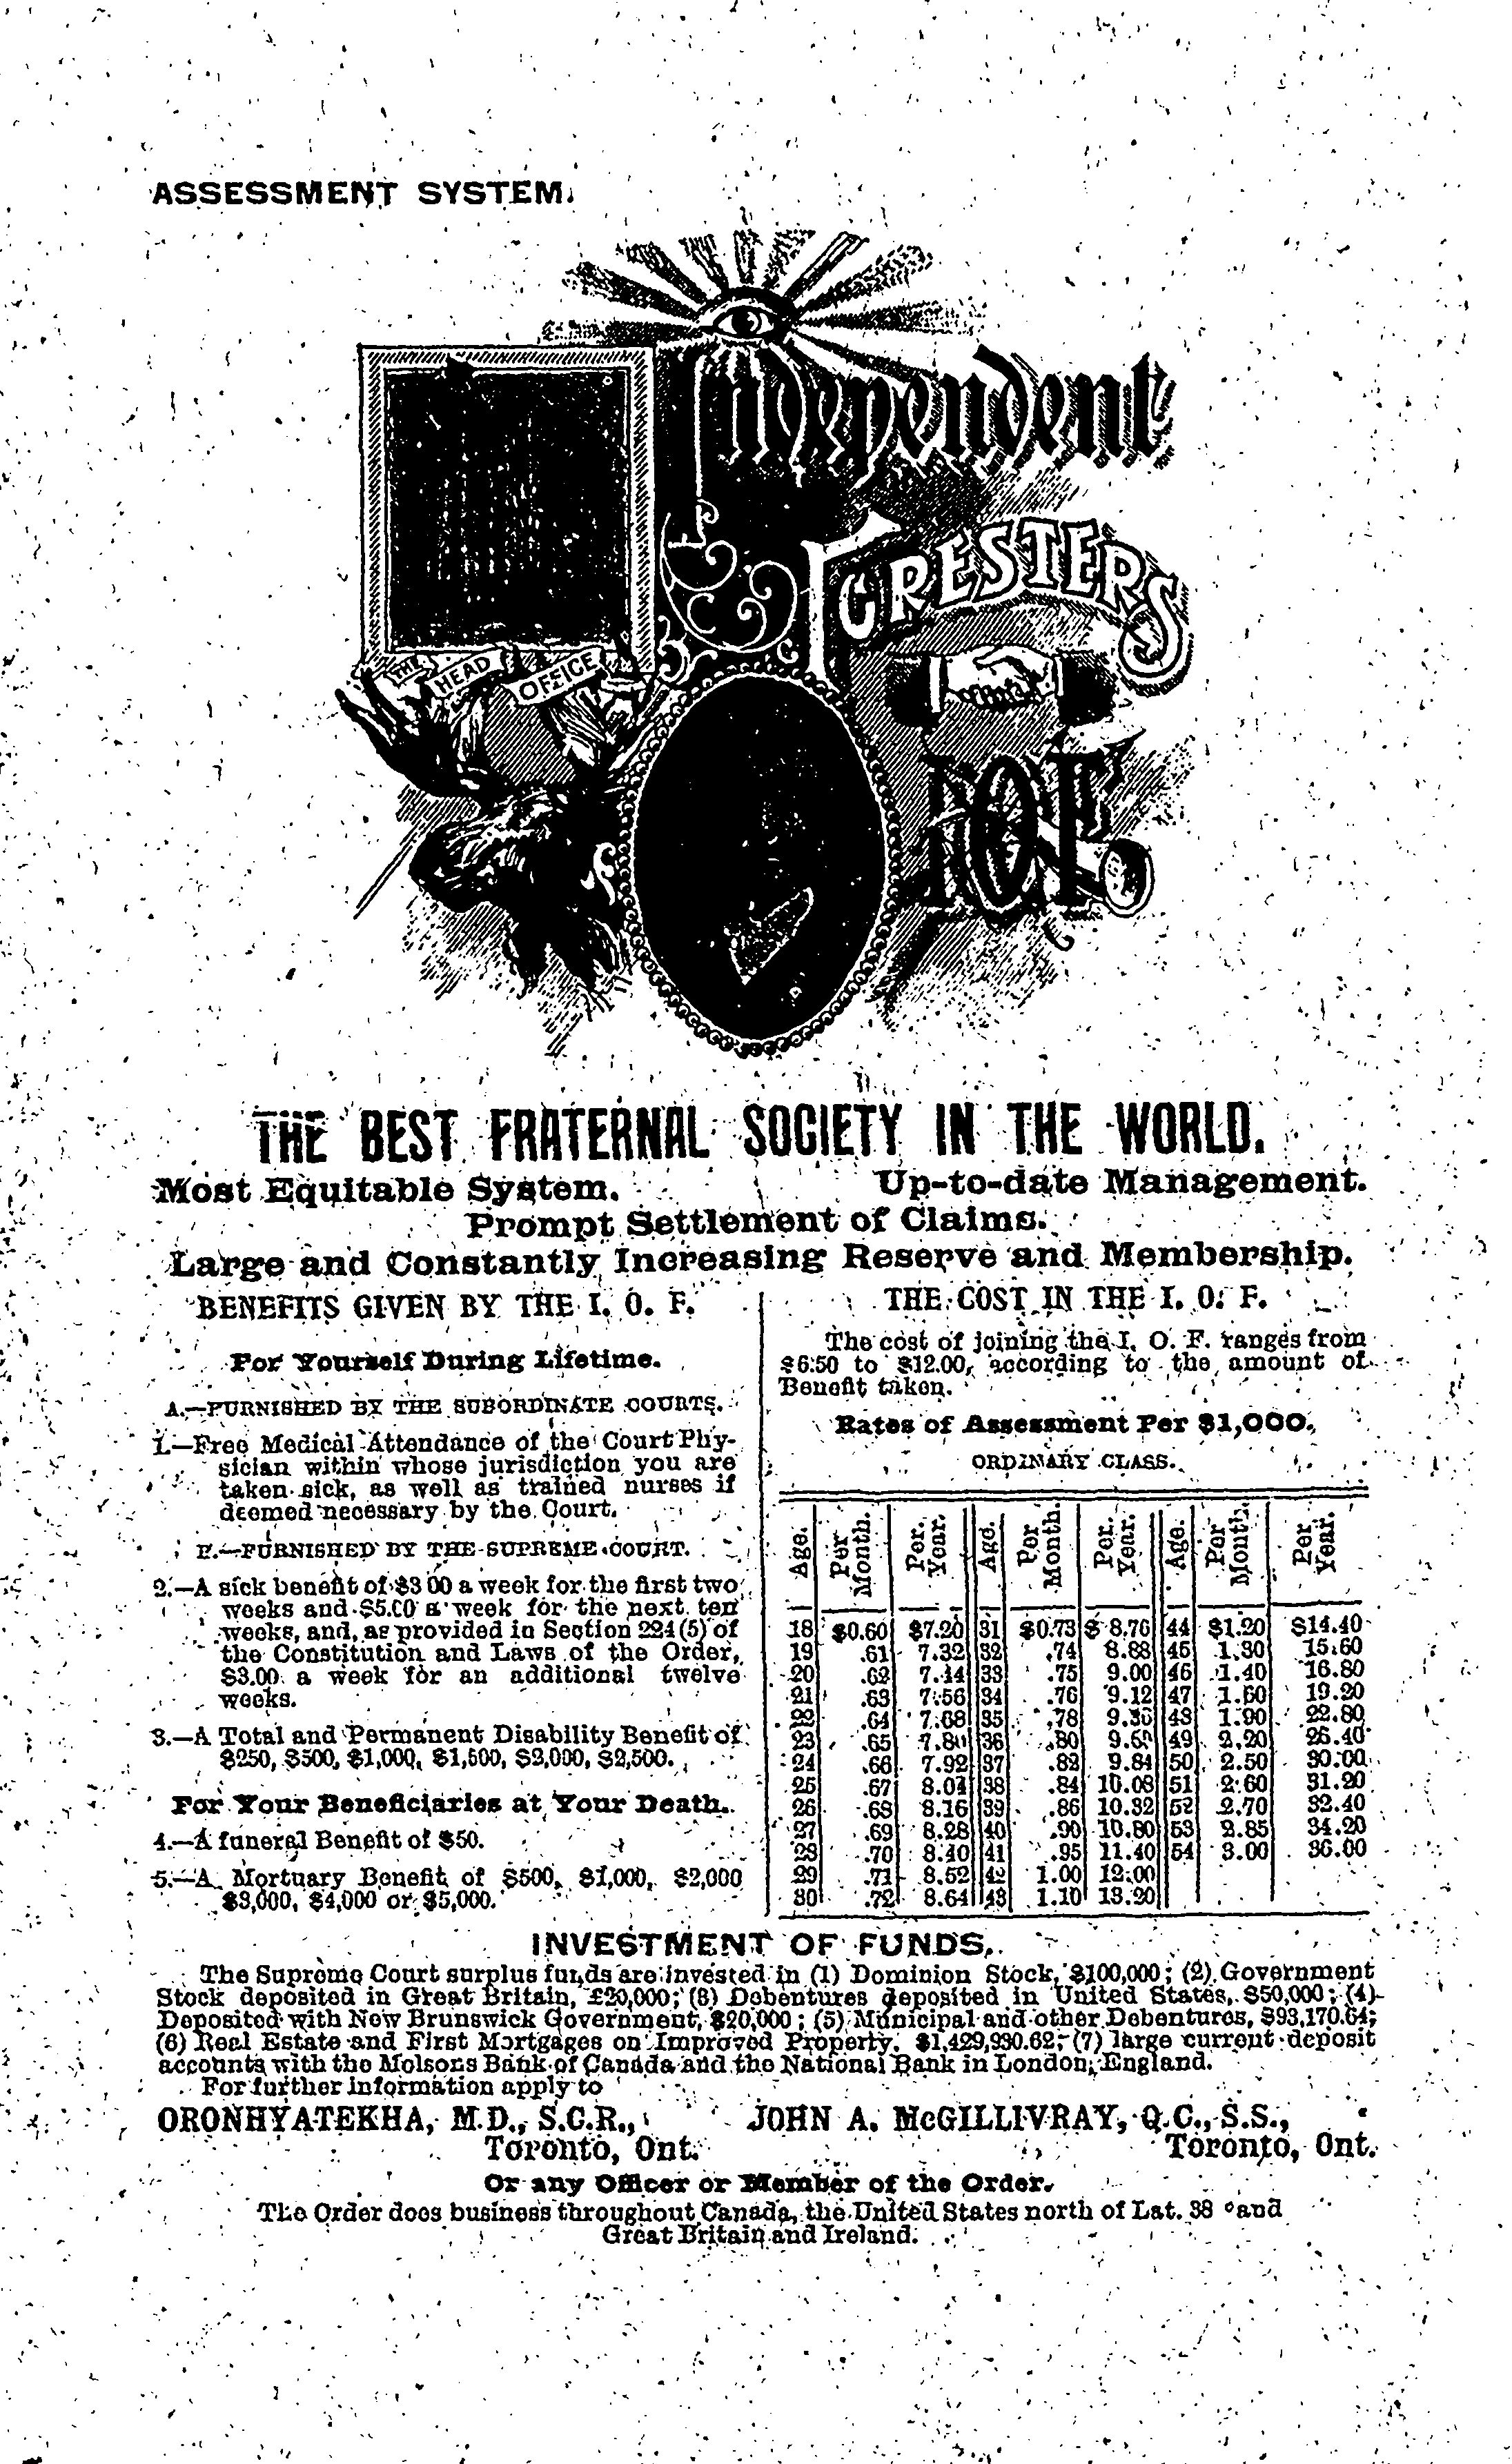 ASSESSMENT SYSTEM.
Independent
FORESTERS
THE HEAD OFFICE
I.O.F.
THE BEST FRATERNAL SOCIETY IN THE WORLD.
Most Equitable System. Up-to-date Management.
Prompt Settlement of Claims.
Large and Constantly Increasing Reserve and Membership.
BENEFITS GIVEN BY THE I. O. F.
For Yourself During Lifetime.
A.—FURNISHED BY THE SUBORDINATE COURTS.
1.—Free Medical Attendance of the Court Phy-
sician within whose jurisdiction you are
taken sick, as well as trained nurses if
deemed necessary by the Court.
B.—FURNISHED BY THE SUPREME COURT.
2.—A sick benefit of $3 00 a week for the first two
weeks and $5.00 a week for the next ten
weeks, and, as provided in Section 224 (5) of
the Constitution and Laws of the Order,
$3.00 a week for an additional twelve
weeks.
3.—A Total and Permanent Disability Benefit of
$250, $500, $1,000, $1,500, $2,000, $2,500.
For Your Beneficiaries at Your Death.
4.—A funeral Benefit of $50.
5.—A Mortuary Benefit of $500, $1,000, $2,000
$3,000, $4,000 or $5,000.
THE COST IN THE I. O. F.
The cost of joining the I. O. F. ranges from
$6.50 to $12.00, according to the amount of
Benefit taken.
Rates of Assessment Per $1,000.
ORDINARY CLASS.
Age. Per Month. Per Year. Age. Per Month. Per Year. Age. Per Month. Per Year.
18 $0.60 $7.20 31 $0.73 $ 8.76 44 $1.20 $14.40
19 .61 7.32 32 .74 8.88 45 1.30 15.60
20 .62 7.44 33 .75 9.00 46 1.40 16.80
21 .63 7.56 34 .76 9.12 47 1.60 19.20
22 .64 7.68 35 .78 9.36 48 1.90 22.80
23 .65 7.80 36 .80 9.60 49 2.20 26.40
24 .66 7.92 37 .82 9.84 50 2.50 30.00
25 .67 8.04 38 .84 10.08 51 2.60 31.20
26 .68 8.16 39 .86 10.32 52 2.70 32.40
27 .69 8.28 40 .90 10.80 53 2.85 34.20
28 .70 8.40 41 .95 11.40 54 3.00 36.00
29 .71 8.52 42 1.00 12.00
30 .72 8.64 43 1.10 13.20
INVESTMENT OF FUNDS.
The Supreme Court surplus funds are invested in (1) Dominion Stock, $100,000; (2) Government
Stock deposited in Great Britain, £20,000; (3) Debentures deposited in United States, $50,000; (4)
Deposited with New Brunswick Government, $20,000; (5) Municipal and other Debentures, $93,170.64;
(6) Real Estate and First Mortgages on Improved Property, $1,429,930.62; (7) large current deposit
accounts with the Molsons Bank of Canada and the National Bank in London, England.
For further information apply to
ORONHYATEKHA, M.D., S.C.R., JOHN A. McGILLIVRAY, Q.C., S.S.,
Toronto, Ont. Toronto, Ont.
Or any Officer or Member of the Order.
The Order does business throughout Canada, the United States north of Lat. 38 ° and
Great Britain and Ireland.